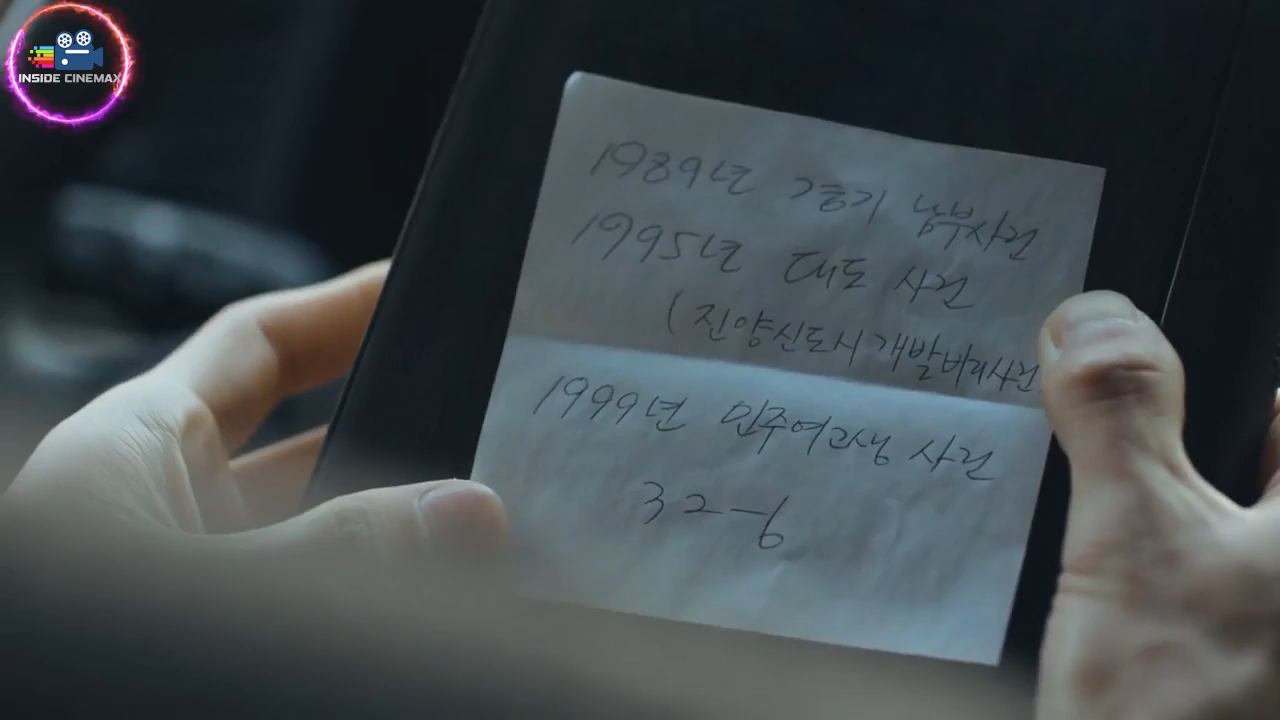 INSIDE CINEMAX
1989년 경기 남부사건
1995년 대도 사건
(진양신도시 개발비리사건
1999년 민주여고생 사건
32-6